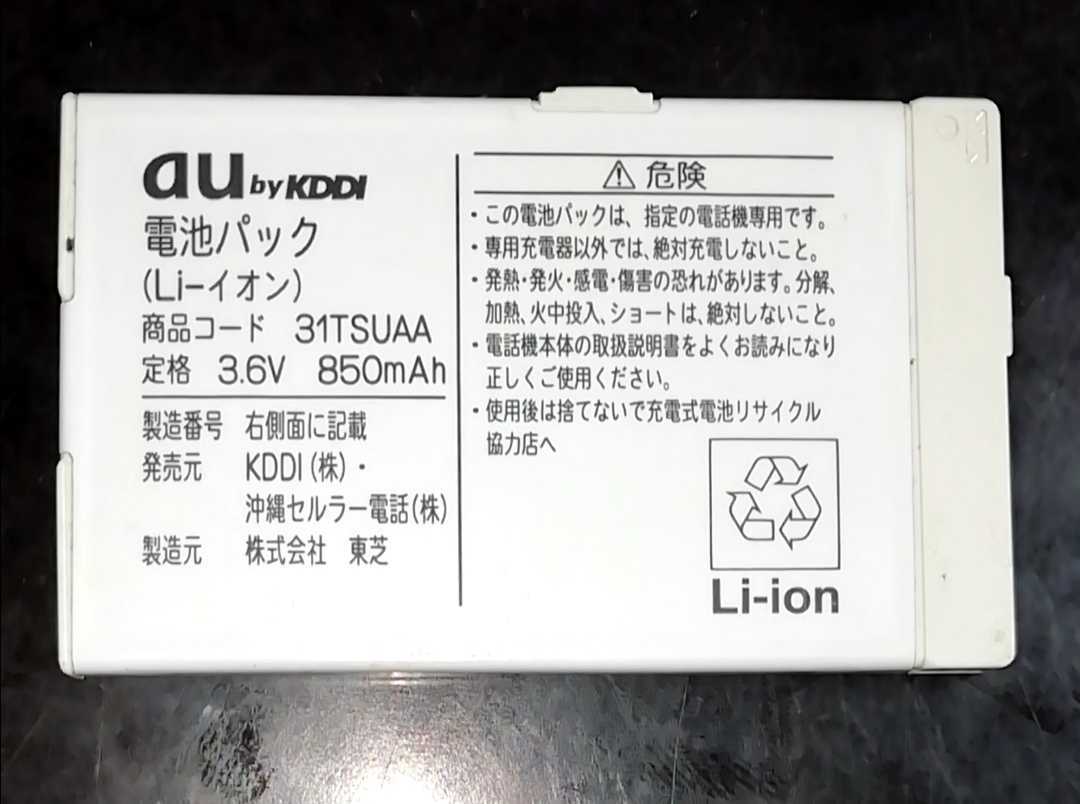 au by KDDI
電池パック
(Li-イオン)
商品コード 31TSUAA
定格 3.6V 850mAh
製造番号 右側面に記載
発売元 KDDI(株)・
沖縄セルラー電話(株)
製造元 株式会社 東芝
⚠ 危険
・この電池パックは、指定の電話機専用です。
・専用充電器以外では、絶対充電しないこと。
・発熱・発火・感電・傷害の恐れがあります。分解、
加熱、火中投入、ショートは、絶対しないこと。
・電話機本体の取扱説明書をよくお読みになり
正しくご使用ください。
・使用後は捨てないで充電式電池リサイクル
協力店へ
Li-ion